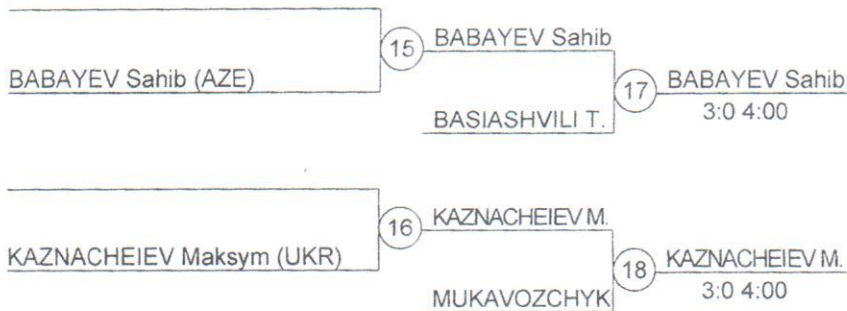 15 BABAYEV Sahib
BABAYEV Sahib (AZE)
17 BABAYEV Sahib
3:0 4:00
BASIASHVILI T.
16 KAZNACHEIEV M.
KAZNACHEIEV Maksym (UKR)
18 KAZNACHEIEV M.
3:0 4:00
MUKAVOZCHYK